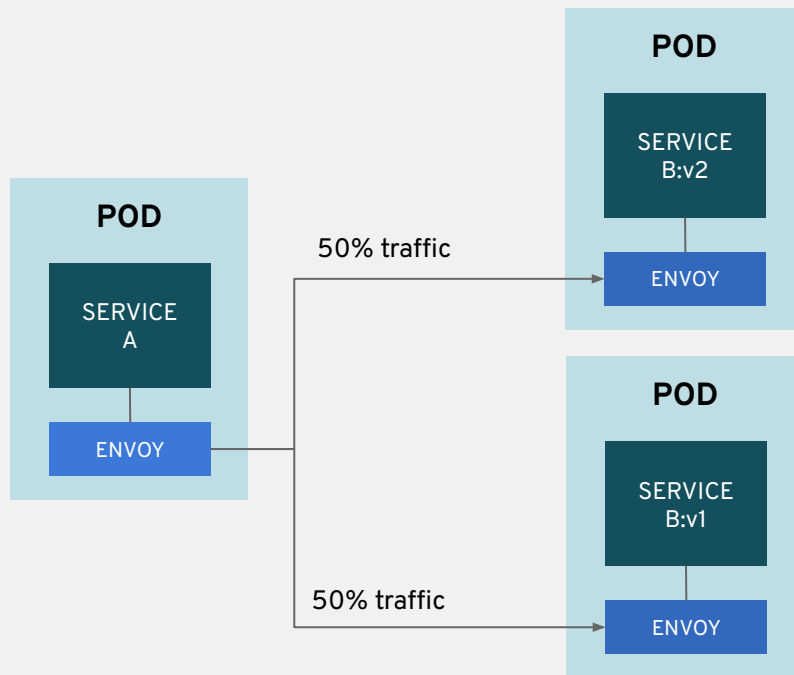 POD
SERVICE
A
ENVOY
50% traffic
50% traffic
POD
SERVICE
B:v2
ENVOY
POD
SERVICE
B:v1
ENVOY